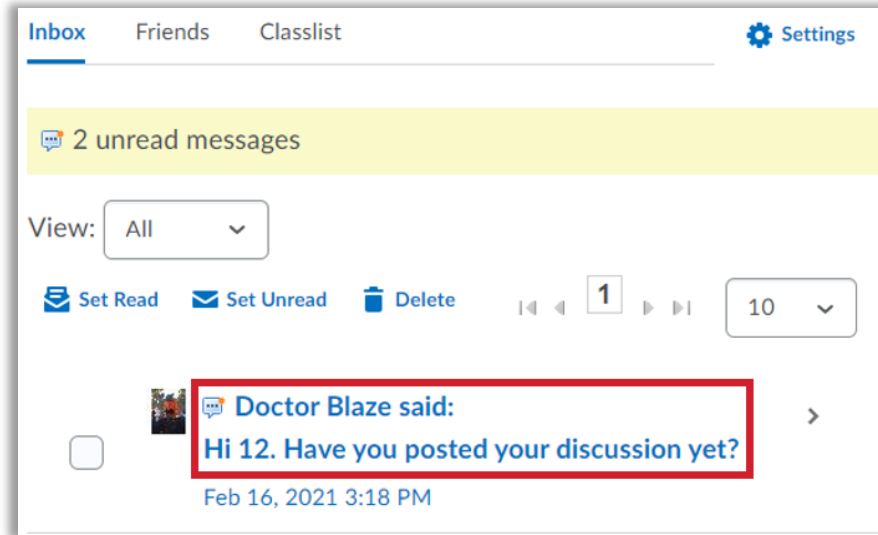 Inbox Friends Classlist Settings
2 unread messages
View: All
Set Read Set Unread Delete 1 10
Doctor Blaze said:
Hi 12. Have you posted your discussion yet?
Feb 16, 2021 3:18 PM